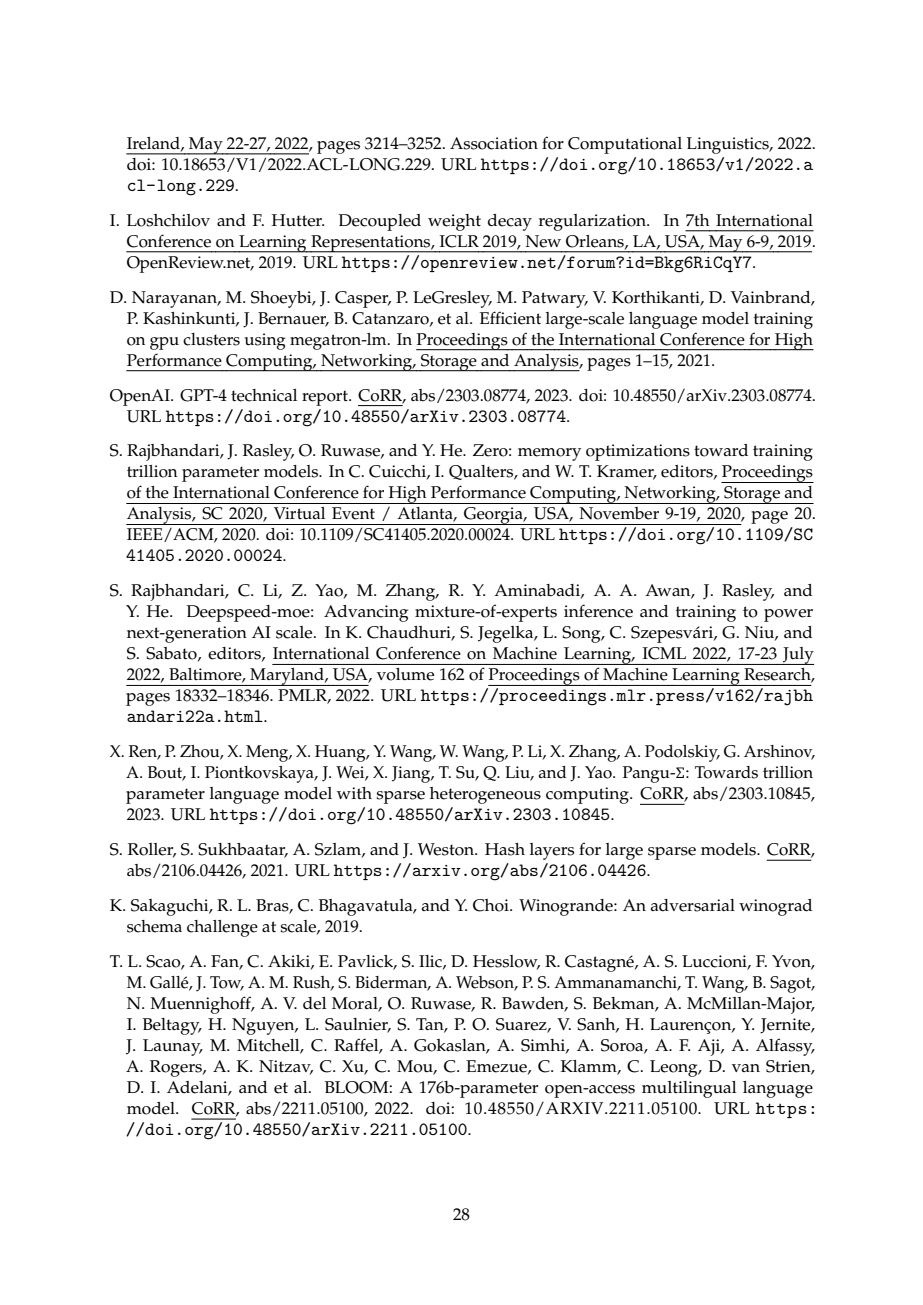 Ireland, May 22-27, 2022, pages 3214–3252. Association for Computational Linguistics, 2022.
doi: 10.18653/V1/2022.ACL-LONG.229. URL https://doi.org/10.18653/v1/2022.a
cl-long.229.
I. Loshchilov and F. Hutter. Decoupled weight decay regularization. In 7th International
Conference on Learning Representations, ICLR 2019, New Orleans, LA, USA, May 6-9, 2019.
OpenReview.net, 2019. URL https://openreview.net/forum?id=Bkg6RiCqY7.
D. Narayanan, M. Shoeybi, J. Casper, P. LeGresley, M. Patwary, V. Korthikanti, D. Vainbrand,
P. Kashinkunti, J. Bernauer, B. Catanzaro, et al. Efficient large-scale language model training
on gpu clusters using megatron-lm. In Proceedings of the International Conference for High
Performance Computing, Networking, Storage and Analysis, pages 1–15, 2021.
OpenAI. GPT-4 technical report. CoRR, abs/2303.08774, 2023. doi: 10.48550/arXiv.2303.08774.
URL https://doi.org/10.48550/arXiv.2303.08774.
S. Rajbhandari, J. Rasley, O. Ruwase, and Y. He. Zero: memory optimizations toward training
trillion parameter models. In C. Cuicchi, I. Qualters, and W. T. Kramer, editors, Proceedings
of the International Conference for High Performance Computing, Networking, Storage and
Analysis, SC 2020, Virtual Event / Atlanta, Georgia, USA, November 9-19, 2020, page 20.
IEEE/ACM, 2020. doi: 10.1109/SC41405.2020.00024. URL https://doi.org/10.1109/SC
41405.2020.00024.
S. Rajbhandari, C. Li, Z. Yao, M. Zhang, R. Y. Aminabadi, A. A. Awan, J. Rasley, and
Y. He. Deepspeed-moe: Advancing mixture-of-experts inference and training to power
next-generation AI scale. In K. Chaudhuri, S. Jegelka, L. Song, C. Szepesvári, G. Niu, and
S. Sabato, editors, International Conference on Machine Learning, ICML 2022, 17-23 July
2022, Baltimore, Maryland, USA, volume 162 of Proceedings of Machine Learning Research,
pages 18332–18346. PMLR, 2022. URL https://proceedings.mlr.press/v162/rajbh
andari22a.html.
X. Ren, P. Zhou, X. Meng, X. Huang, Y. Wang, W. Wang, P. Li, X. Zhang, A. Podolskiy, G. Arshinov,
A. Bout, I. Piontkovskaya, J. Wei, X. Jiang, T. Su, Q. Liu, and J. Yao. Pangu-Σ: Towards trillion
parameter language model with sparse heterogeneous computing. CoRR, abs/2303.10845,
2023. URL https://doi.org/10.48550/arXiv.2303.10845.
S. Roller, S. Sukhbaatar, A. Szlam, and J. Weston. Hash layers for large sparse models. CoRR,
abs/2106.04426, 2021. URL https://arxiv.org/abs/2106.04426.
K. Sakaguchi, R. L. Bras, C. Bhagavatula, and Y. Choi. Winogrande: An adversarial winograd
schema challenge at scale, 2019.
T. L. Scao, A. Fan, C. Akiki, E. Pavlick, S. Ilic, D. Hesslow, R. Castagné, A. S. Luccioni, F. Yvon,
M. Gallé, J. Tow, A. M. Rush, S. Biderman, A. Webson, P. S. Ammanamanchi, T. Wang, B. Sagot,
N. Muennighoff, A. V. del Moral, O. Ruwase, R. Bawden, S. Bekman, A. McMillan-Major,
I. Beltagy, H. Nguyen, L. Saulnier, S. Tan, P. O. Suarez, V. Sanh, H. Laurençon, Y. Jernite,
J. Launay, M. Mitchell, C. Raffel, A. Gokaslan, A. Simhi, A. Soroa, A. F. Aji, A. Alfassy,
A. Rogers, A. K. Nitzav, C. Xu, C. Mou, C. Emezue, C. Klamm, C. Leong, D. van Strien,
D. I. Adelani, and et al. BLOOM: A 176b-parameter open-access multilingual language
model. CoRR, abs/2211.05100, 2022. doi: 10.48550/ARXIV.2211.05100. URL https:
//doi.org/10.48550/arXiv.2211.05100.
28